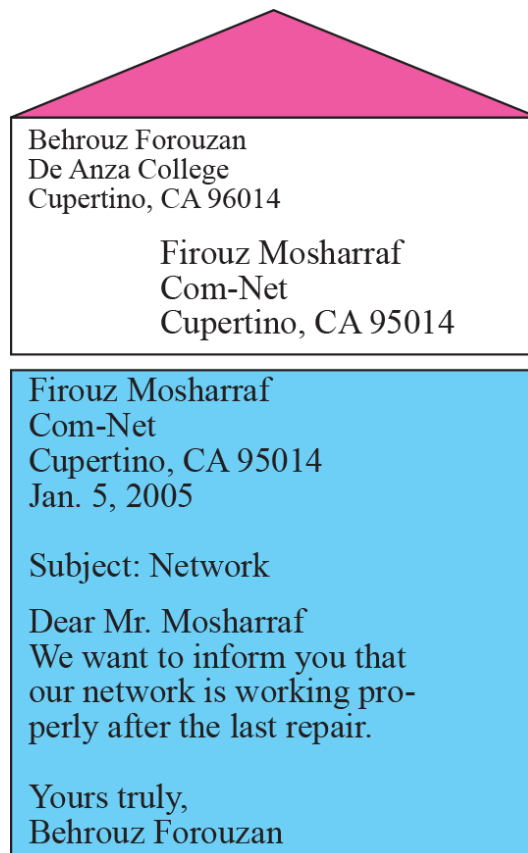 Behrouz Forouzan
De Anza College
Cupertino, CA 96014
Firouz Mosharraf
Com-Net
Cupertino, CA 95014
Firouz Mosharraf
Com-Net
Cupertino, CA 95014
Jan. 5, 2005
Subject: Network
Dear Mr. Mosharraf
We want to inform you that
our network is working pro-
perly after the last repair.
Yours truly,
Behrouz Forouzan